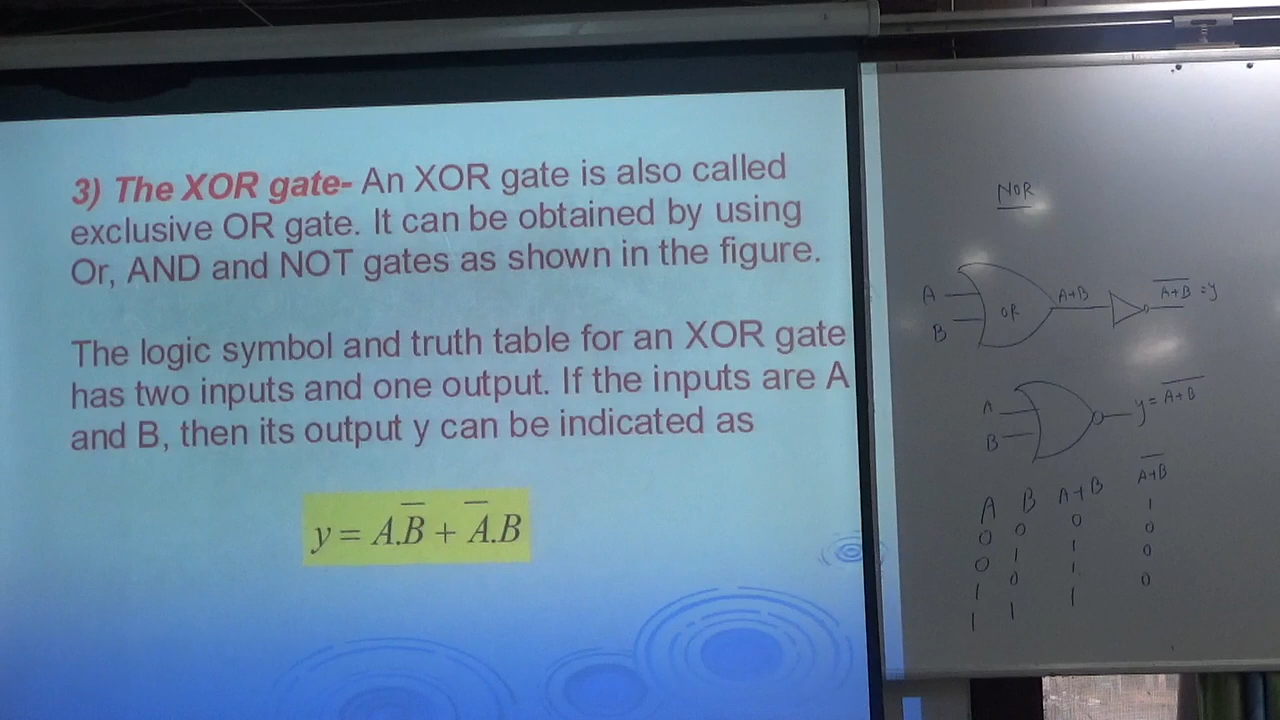 3) The XOR gate- An XOR gate is also called
exclusive OR gate. It can be obtained by using
Or, AND and NOT gates as shown in the figure.
The logic symbol and truth table for an XOR gate
has two inputs and one output. If the inputs are A
and B, then its output y can be indicated as
y = A.B̅ + A̅.B
NOR
A
B
OR
A+B
A̅+̅B̅ = y
A
B
y = A̅+̅B̅
A B A+B A̅+̅B̅
0 0 0 1
0 1 1 0
1 0 1 0
1 1 1 0